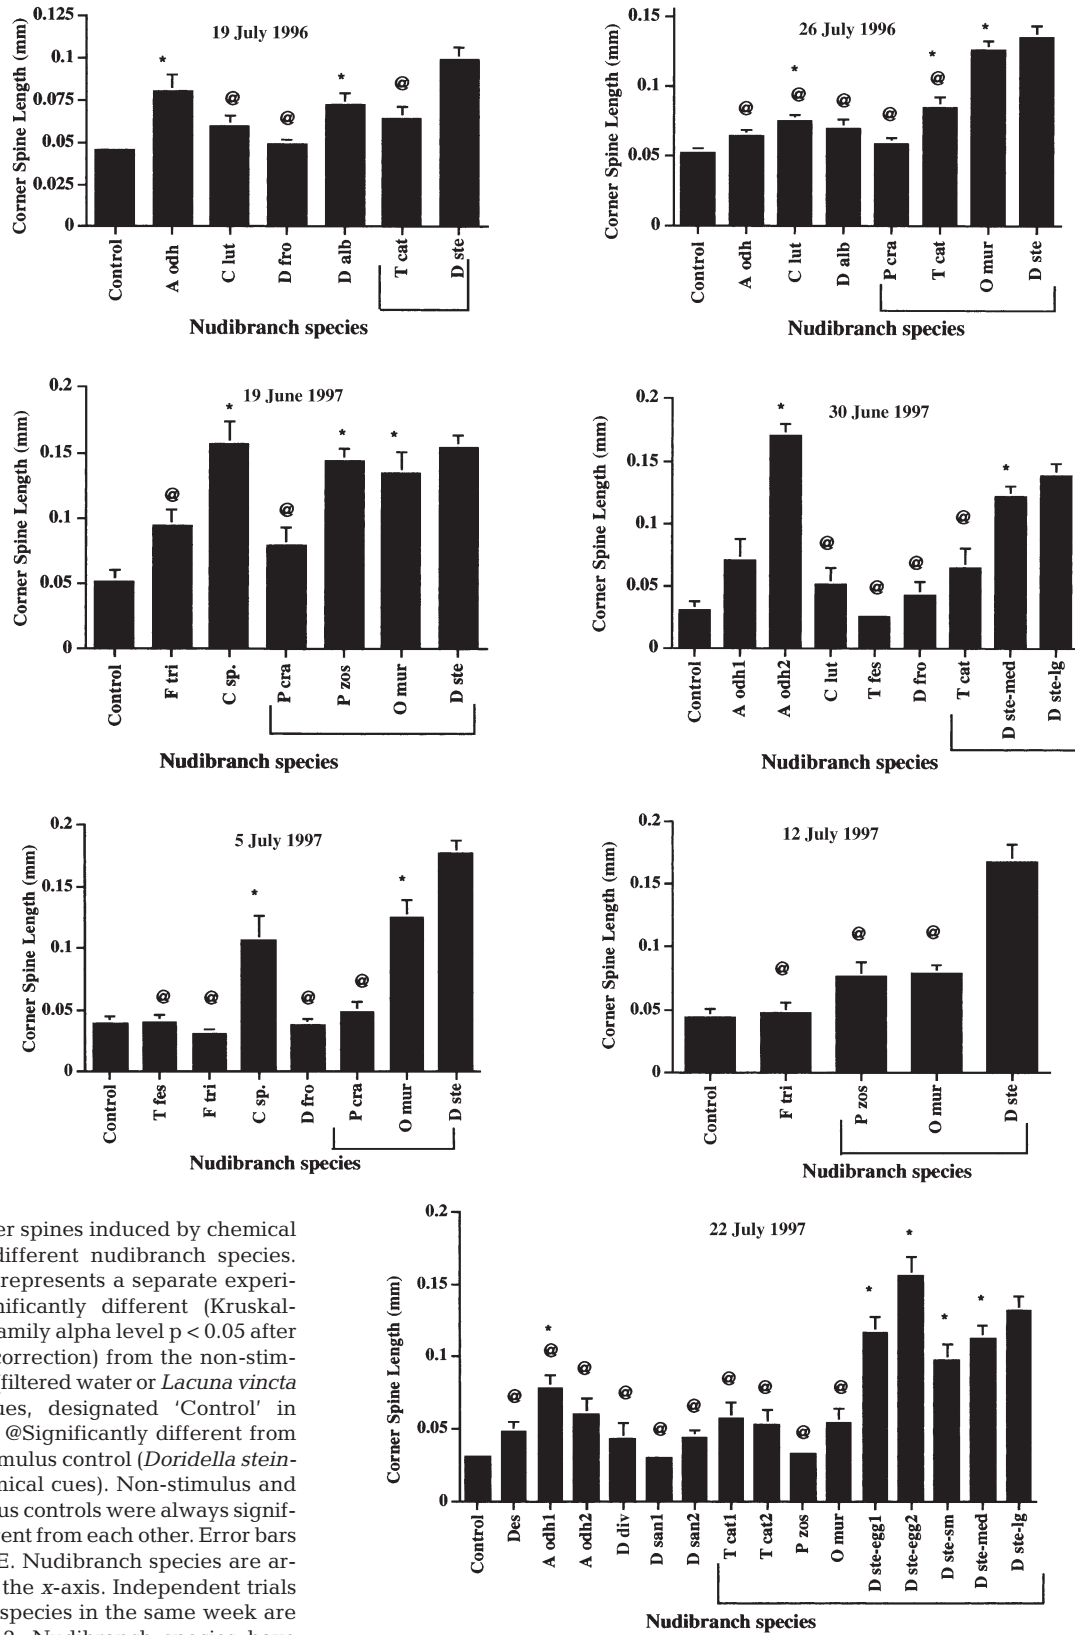 19 July 1996
Corner Spine Length (mm)
0.125
0.1
0.075
0.05
0.025
0
* @ @ * @
Control A odh C lut D fro D alb T cat D ste
Nudibranch species
26 July 1996
Corner Spine Length (mm)
0.15
0.1
0.05
0
@ * @ @ @ * @ *
Control A odh C lut D alb P cra T cat O mur D ste
Nudibranch species
19 June 1997
Corner Spine Length (mm)
0.2
0.15
0.1
0.05
0
@ * @ * *
Control F tri C sp. P cra P zos O mur D ste
Nudibranch species
30 June 1997
Corner Spine Length (mm)
0.2
0.15
0.1
0.05
0
* @ @ @ @ *
Control A odh1 A odh2 C lut T fes D fro T cat D ste-med D ste-lg
Nudibranch species
5 July 1997
Corner Spine Length (mm)
0.2
0.15
0.1
0.05
0
@ @ * @ @ *
Control T fes F tri C sp. D fro P cra O mur D ste
Nudibranch species
12 July 1997
Corner Spine Length (mm)
0.2
0.15
0.1
0.05
0
@ @ @
Control F tri P zos O mur D ste
Nudibranch species
22 July 1997
Corner Spine Length (mm)
0.2
0.15
0.1
0.05
0
@ * @ @ @ @ @ @ @ @ @ * * * *
Control Des A odh1 A odh2 D div D san1 D san2 T cat1 T cat2 P zos O mur D ste-egg1 D ste-egg2 D ste-sm D ste-med D ste-lg
Nudibranch species
er spines induced by chemical
different nudibranch species.
represents a separate experi-
nificantly different (Kruskal-
amily alpha level p < 0.05 after
correction) from the non-stim-
(filtered water or Lacuna vincta
ues, designated 'Control' in
@Significantly different from
mulus control (Doridella stein-
mical cues). Non-stimulus and
us controls were always signif-
erent from each other. Error bars
E. Nudibranch species are ar-
the x-axis. Independent trials
species in the same week are